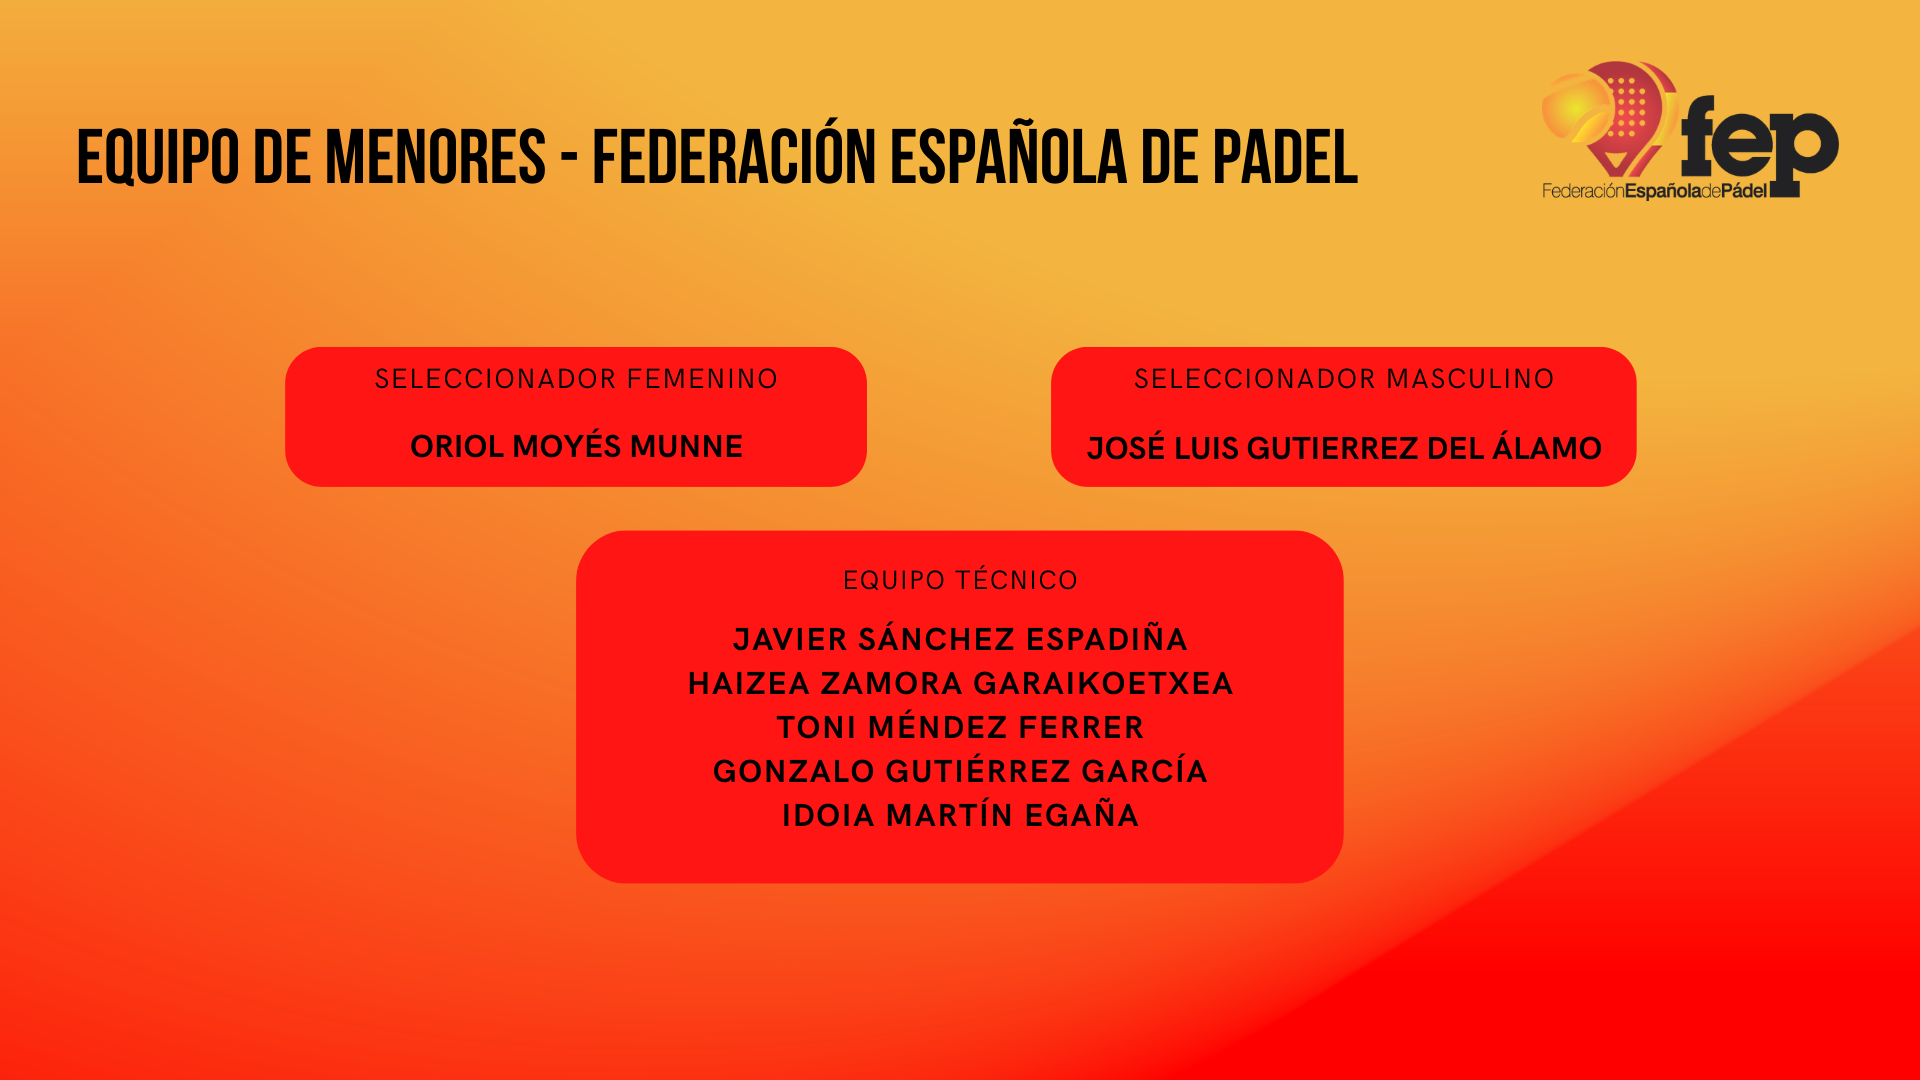 EQUIPO DE MENORES - FEDERACIÓN ESPAÑOLA DE PADEL
fep
FederaciónEspañoladePádel
SELECCIONADOR FEMENINO
ORIOL MOYÉS MUNNE
SELECCIONADOR MASCULINO
JOSÉ LUIS GUTIERREZ DEL ÁLAMO
EQUIPO TÉCNICO
JAVIER SÁNCHEZ ESPADIÑA
HAIZEA ZAMORA GARAIKOETXEA
TONI MÉNDEZ FERRER
GONZALO GUTIÉRREZ GARCÍA
IDOIA MARTÍN EGAÑA